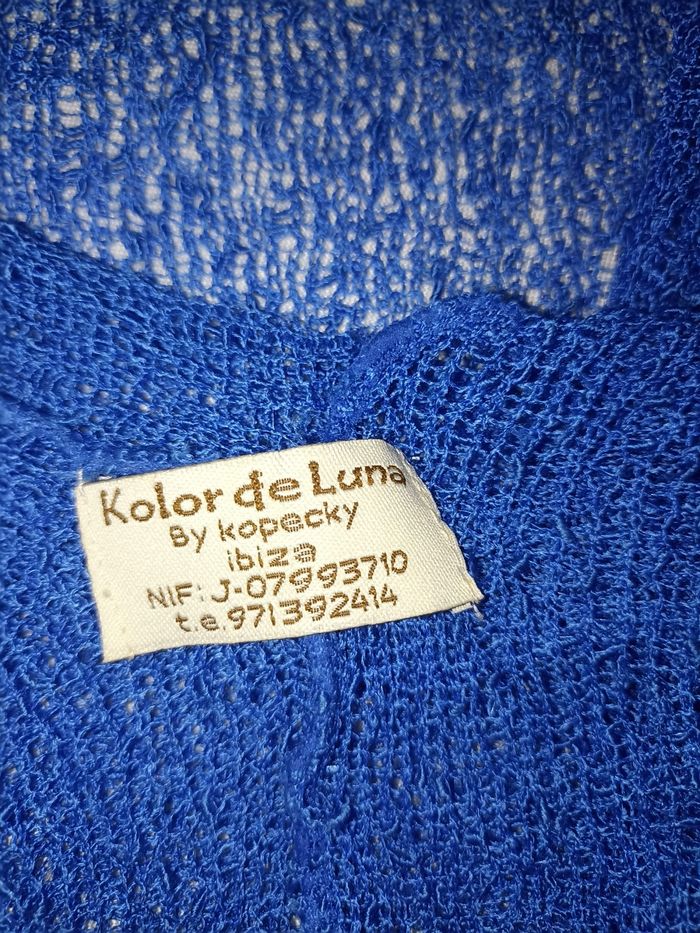 Kolor de Luna
By kopecky
ibiza
NIF: J-07993710
t.e.971392414